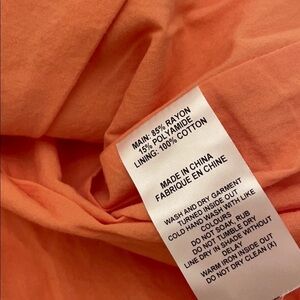 MAIN: 85% RAYON
15% POLYAMIDE
LINING: 100% COTTON
MADE IN CHINA
FABRIQUE EN CHINE
WASH AND DRY GARMENT
TURNED INSIDE OUT
COLD HAND WASH WITH LIKE
COLOURS
DO NOT SOAK, RUB
DO NOT TUMBLE DRY
LINE DRY IN SHADE WITHOUT
DELAY
WARM IRON INSIDE OUT
DO NOT DRY CLEAN (X)